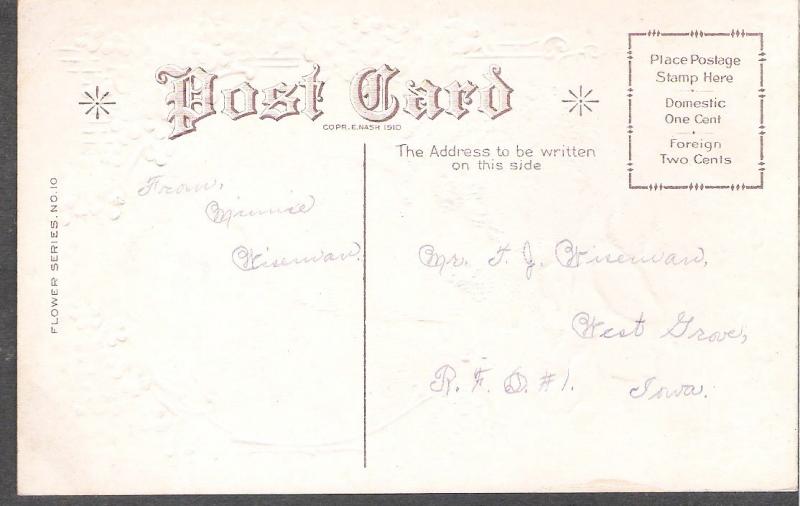 Post Card
COPR. E. NASH 1910
Place Postage
Stamp Here
Domestic
One Cent
Foreign
Two Cents
The Address to be written
on this side
FLOWER SERIES. NO. 10
From,
Minnie
Wiseman.
Mr. T. J. Wiseman,
West Grove,
R. F. D. #1. Iowa.